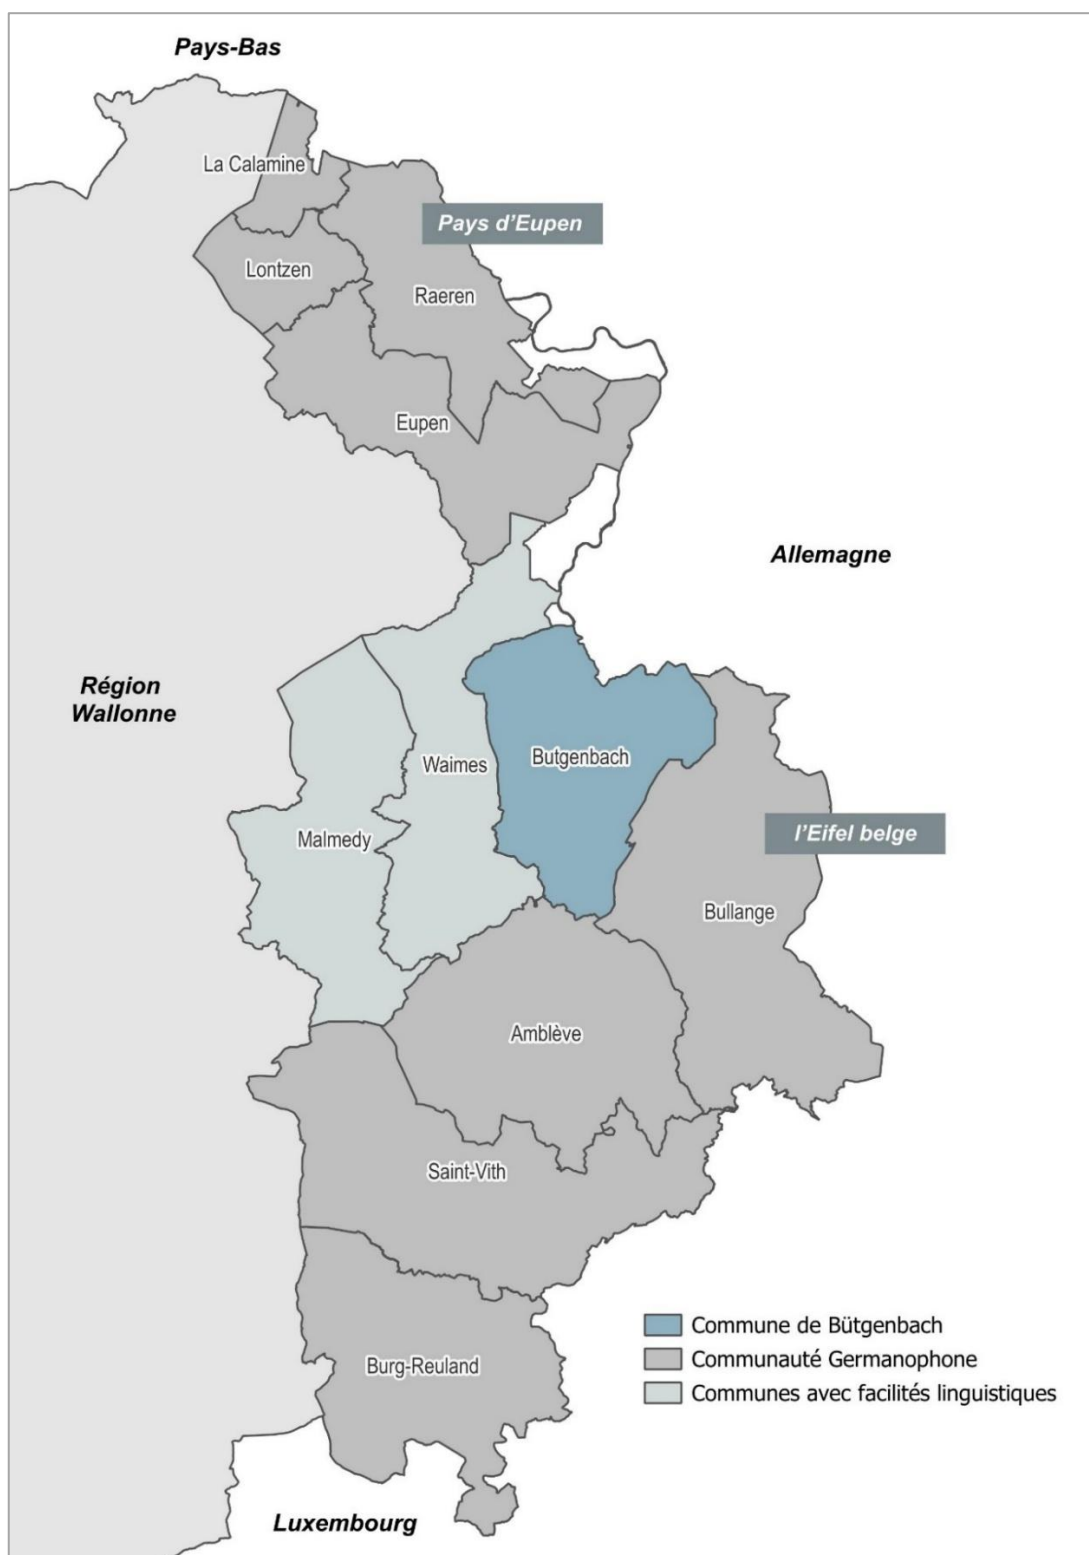 Pays-Bas
La Calamine
Pays d'Eupen
Lontzen
Raeren
Eupen
Allemagne
Région
Wallonne
Waimes
Butgenbach
Malmedy
l'Eifel belge
Bullange
Amblève
Saint-Vith
Commune de Bütgenbach
Communauté Germanophone
Burg-Reuland
Communes avec facilités linguistiques
Luxembourg